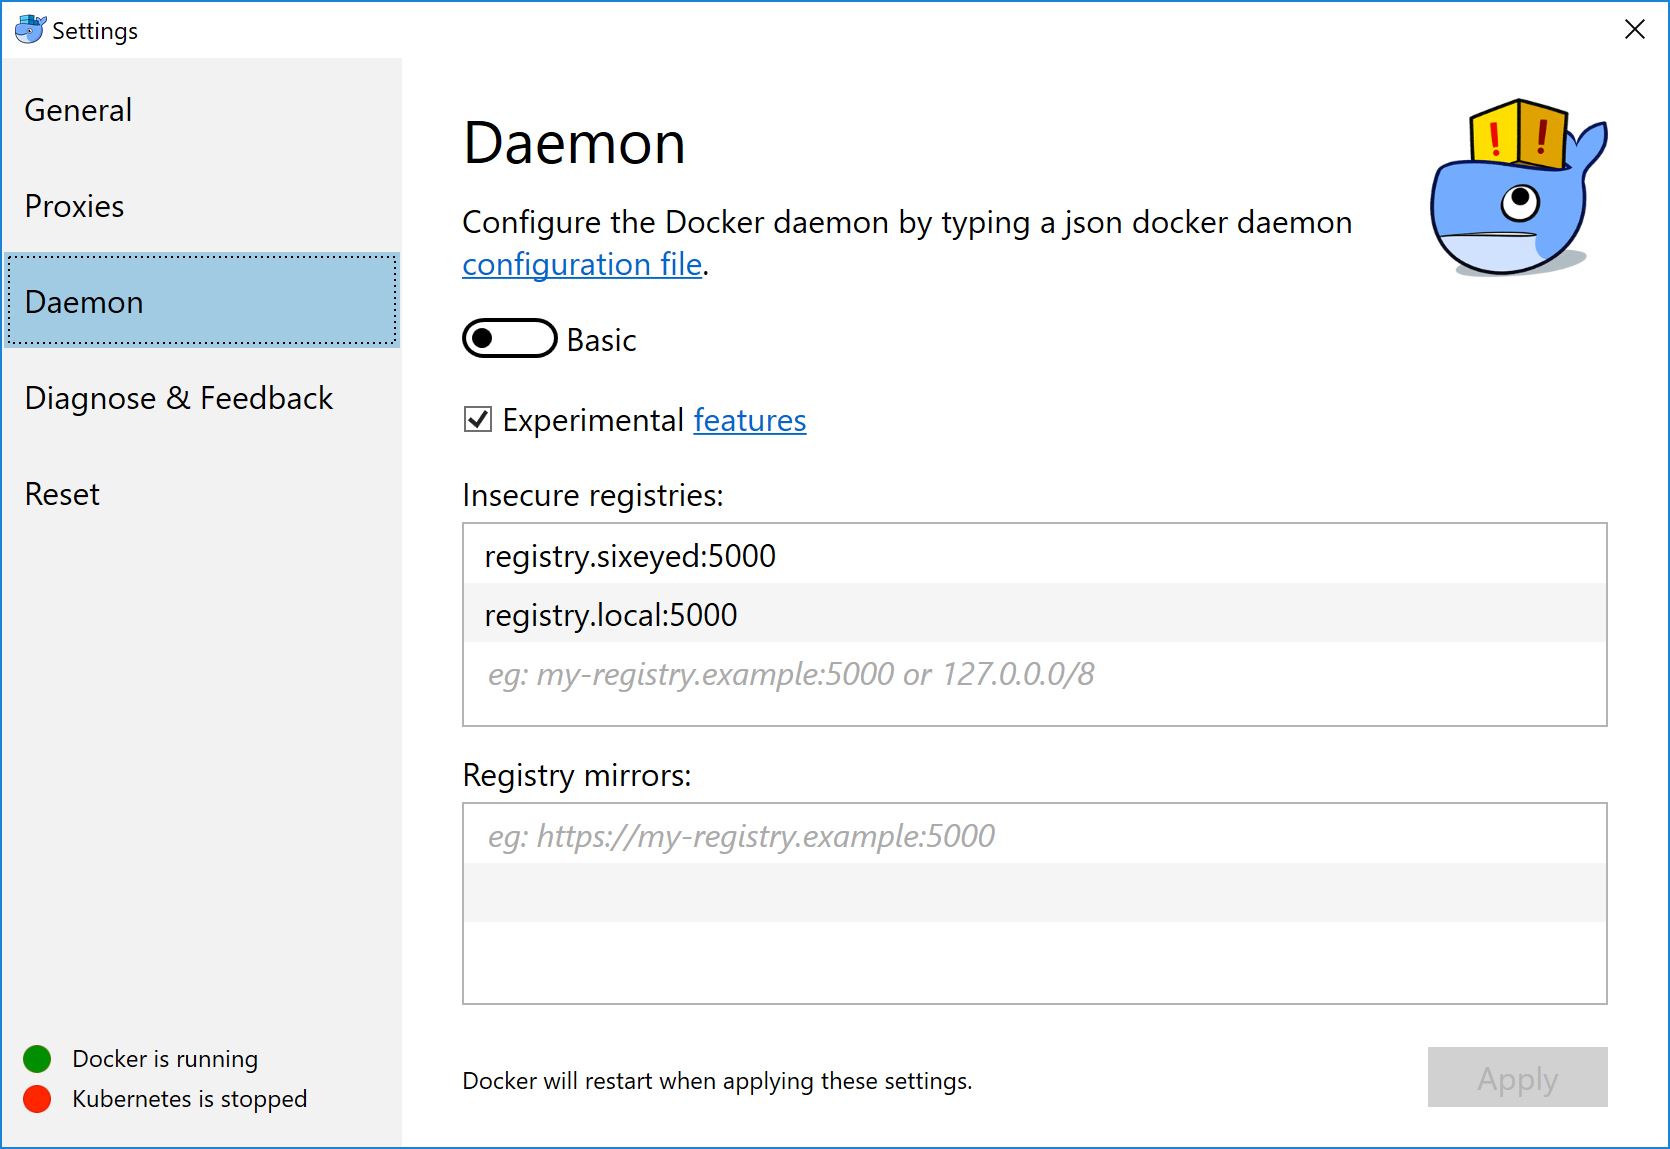 Settings
General
Proxies
Daemon
Diagnose & Feedback
Reset
Docker is running
Kubernetes is stopped
Daemon
Configure the Docker daemon by typing a json docker daemon
configuration file.
Basic
Experimental features
Insecure registries:
registry.sixeyed:5000
registry.local:5000
eg: my-registry.example:5000 or 127.0.0.0/8
Registry mirrors:
eg: https://my-registry.example:5000
Docker will restart when applying these settings.
Apply
! !